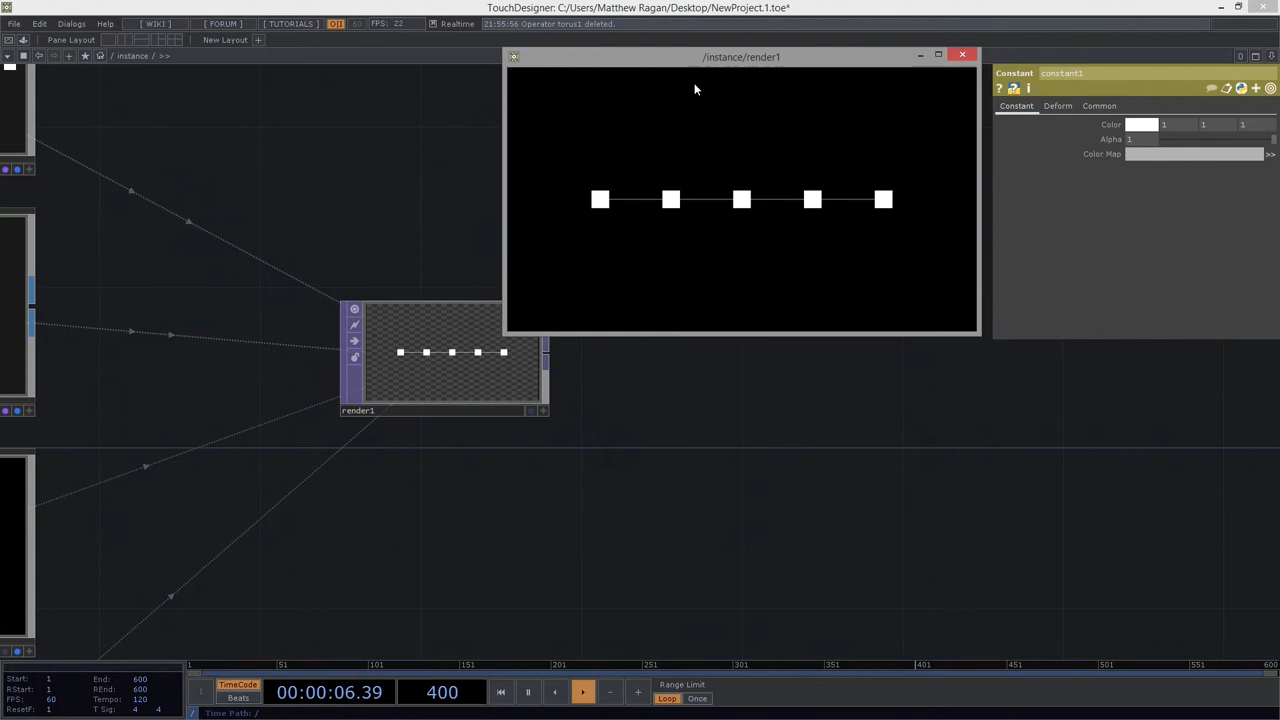 TouchDesigner: C:/Users/Matthew Ragan/Desktop/NewProject.1.toe*
File Edit Dialogs Help [ WIKI ] [ FORUM ] [ TUTORIALS ] O|I 60 FPS: 22 Realtime 21:55:56 Operator torus1 deleted.
Pane Layout New Layout +
/ instance / >>
/instance/render1
Constant constant1
? i
Constant Deform Common
Color 1 1 1
Alpha 1
Color Map >>
render1
1 51 101 151 201 251 301 351 401 451 501 551 600
Start: 1 End: 600
RStart: 1 REnd: 600
FPS: 60 Tempo: 120
ResetF: 1 T Sig: 4 4
TimeCode
Beats
00:00:06.39
400
- +
Range Limit
Loop Once
/ Time Path: /